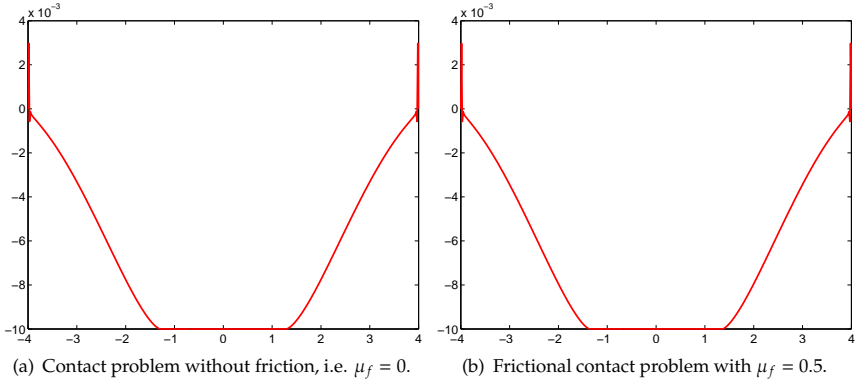 x 10⁻³
4
2
0
−2
−4
−6
−8
−10
−4 −3 −2 −1 0 1 2 3 4
(a) Contact problem without friction, i.e. μ_f = 0.
x 10⁻³
4
2
0
−2
−4
−6
−8
−10
−4 −3 −2 −1 0 1 2 3 4
(b) Frictional contact problem with μ_f = 0.5.